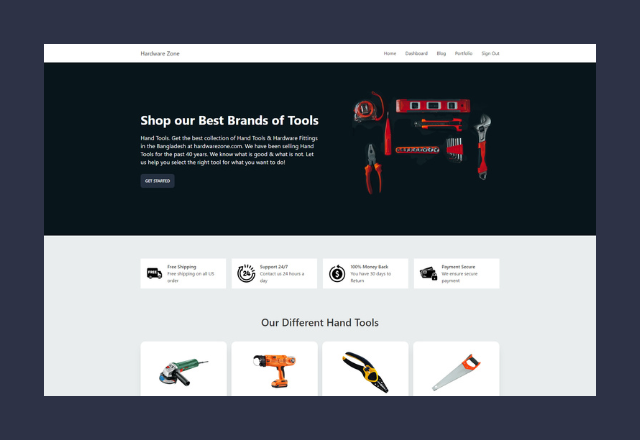 Hardware Zone
Home Dashboard Blog Portfolio Sign Out
Shop our Best Brands of Tools
Hand Tools. Get the best collection of Hand Tools & Hardware Fittings
in the Bangladesh at hardwarezone.com. We have been selling Hand
Tools for the past 40 years. We know what is good & what is not. Let
us help you select the right tool for what you want to do!
GET STARTED
FREE
Free Shipping
Free Shipping on all US
order
24
Support 24/7
Contact us 24 hours a
day
$
100% Money Back
You have 30 days to
Return
Payment Secure
We ensure secure
payment
Our Different Hand Tools